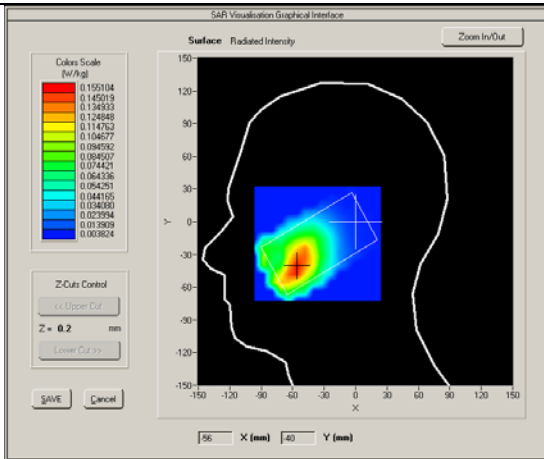 SAR Visualisation Graphical Interface
Surface Radiated Intensity
Zoom In/Out
Colors Scale
(W/kg)
0.155104
0.145019
0.134933
0.124848
0.114763
0.104677
0.094592
0.084507
0.074421
0.064336
0.054251
0.044165
0.034080
0.023994
0.013909
0.003824
Z-Cuts Control
<< Upper Cut
Z = 0.2 mm
Lower Cut >>
SAVE Cancel
150
120
90
60
30
0
-30
-60
-90
-120
-150
Y
-150 -120 -90 -60 -30 0 30 60 90 120 150
X
-56 X (mm) -40 Y (mm)